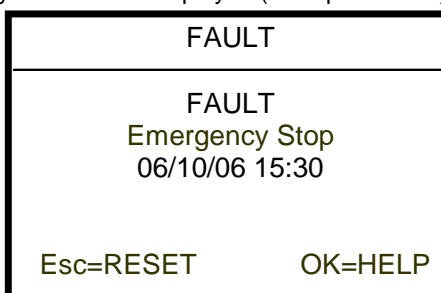 FAULT
FAULT
Emergency Stop
06/10/06 15:30
Esc=RESET OK=HELP